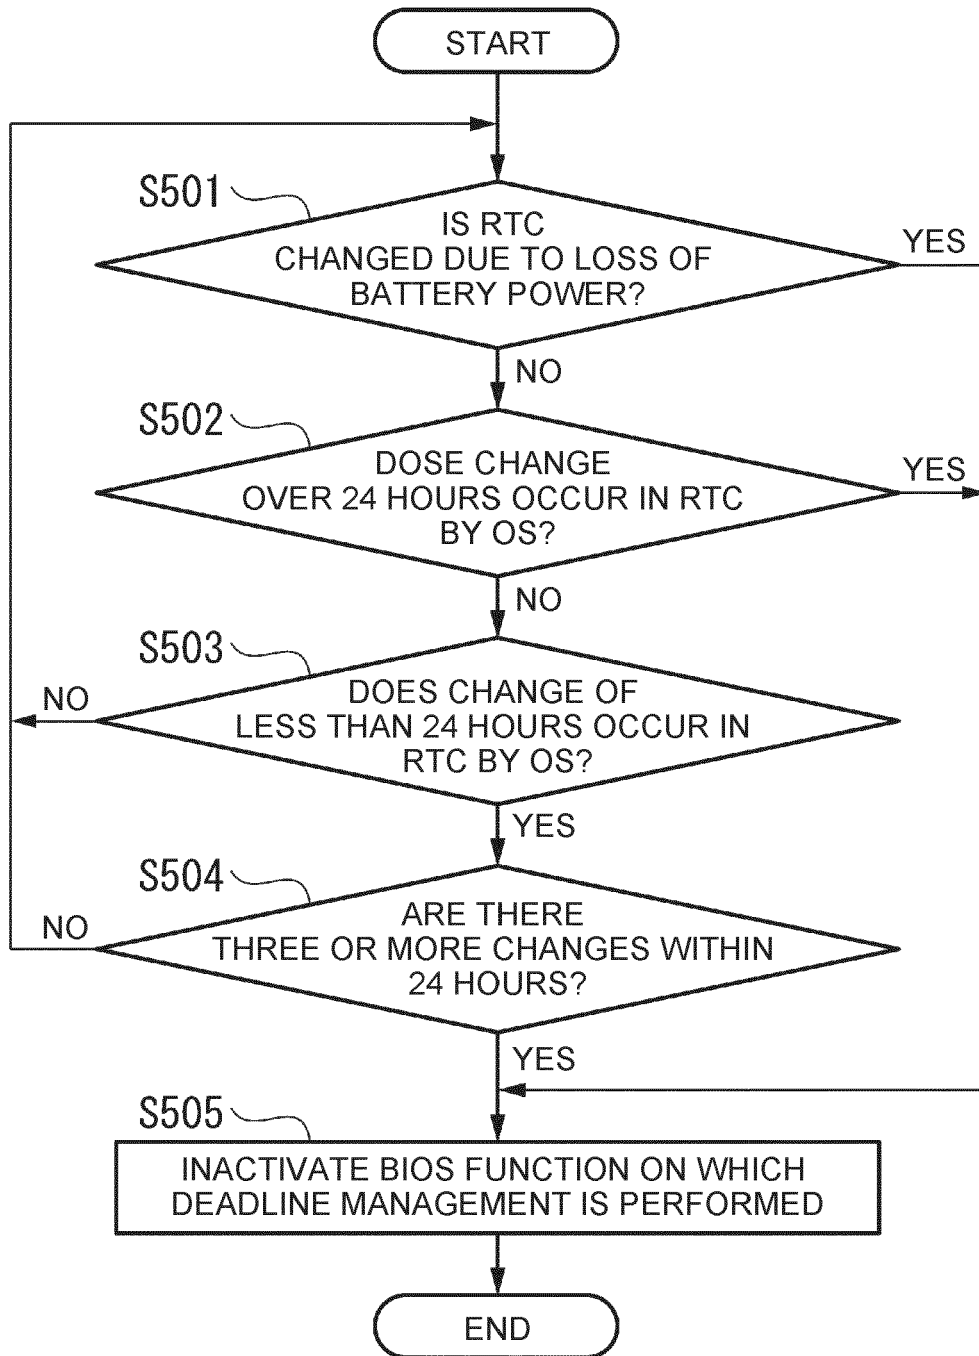 START
S501
IS RTC
CHANGED DUE TO LOSS OF
BATTERY POWER?
YES
NO
S502
DOSE CHANGE
OVER 24 HOURS OCCUR IN RTC
BY OS?
YES
NO
S503
DOES CHANGE OF
LESS THAN 24 HOURS OCCUR IN
RTC BY OS?
NO
YES
S504
ARE THERE
THREE OR MORE CHANGES WITHIN
24 HOURS?
NO
YES
S505
INACTIVATE BIOS FUNCTION ON WHICH
DEADLINE MANAGEMENT IS PERFORMED
END